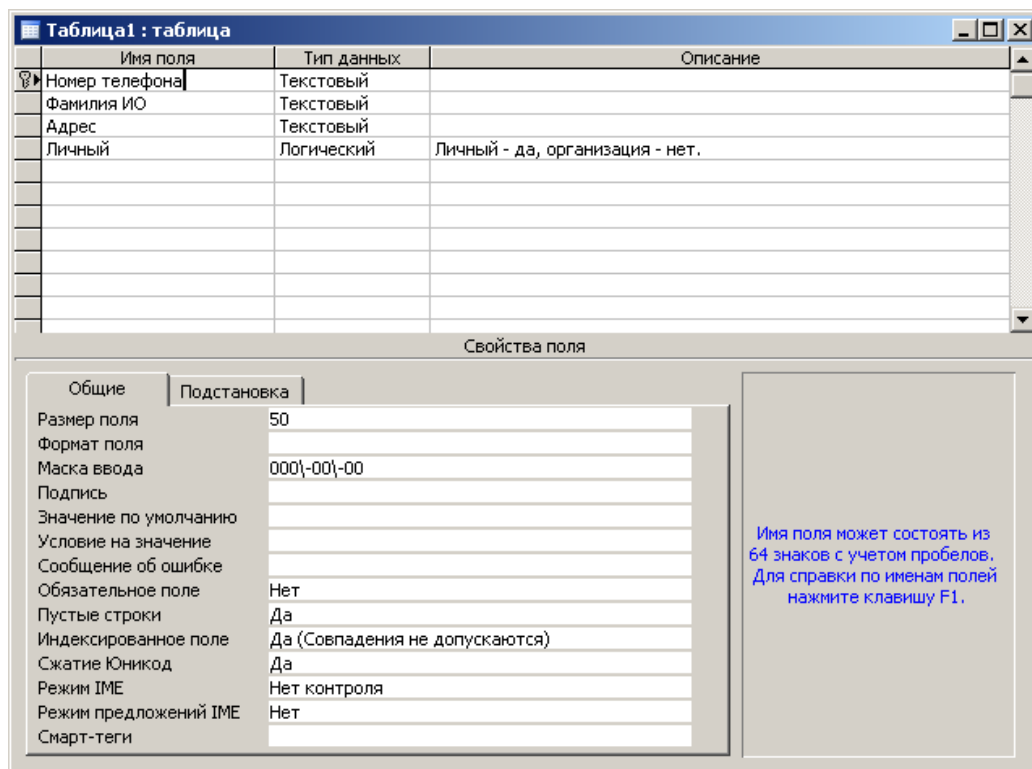 Таблица1 : таблица
Имя поля Тип данных Описание
Номер телефона Текстовый
Фамилия ИО Текстовый
Адрес Текстовый
Личный Логический Личный - да, организация - нет.
Свойства поля
Общие Подстановка
Размер поля 50
Формат поля
Маска ввода 000\-00\-00
Подпись
Значение по умолчанию
Условие на значение
Сообщение об ошибке
Обязательное поле Нет
Пустые строки Да
Индексированное поле Да (Совпадения не допускаются)
Сжатие Юникод Да
Режим IME Нет контроля
Режим предложений IME Нет
Смарт-теги
Имя поля может состоять из
64 знаков с учетом пробелов.
Для справки по именам полей
нажмите клавишу F1.